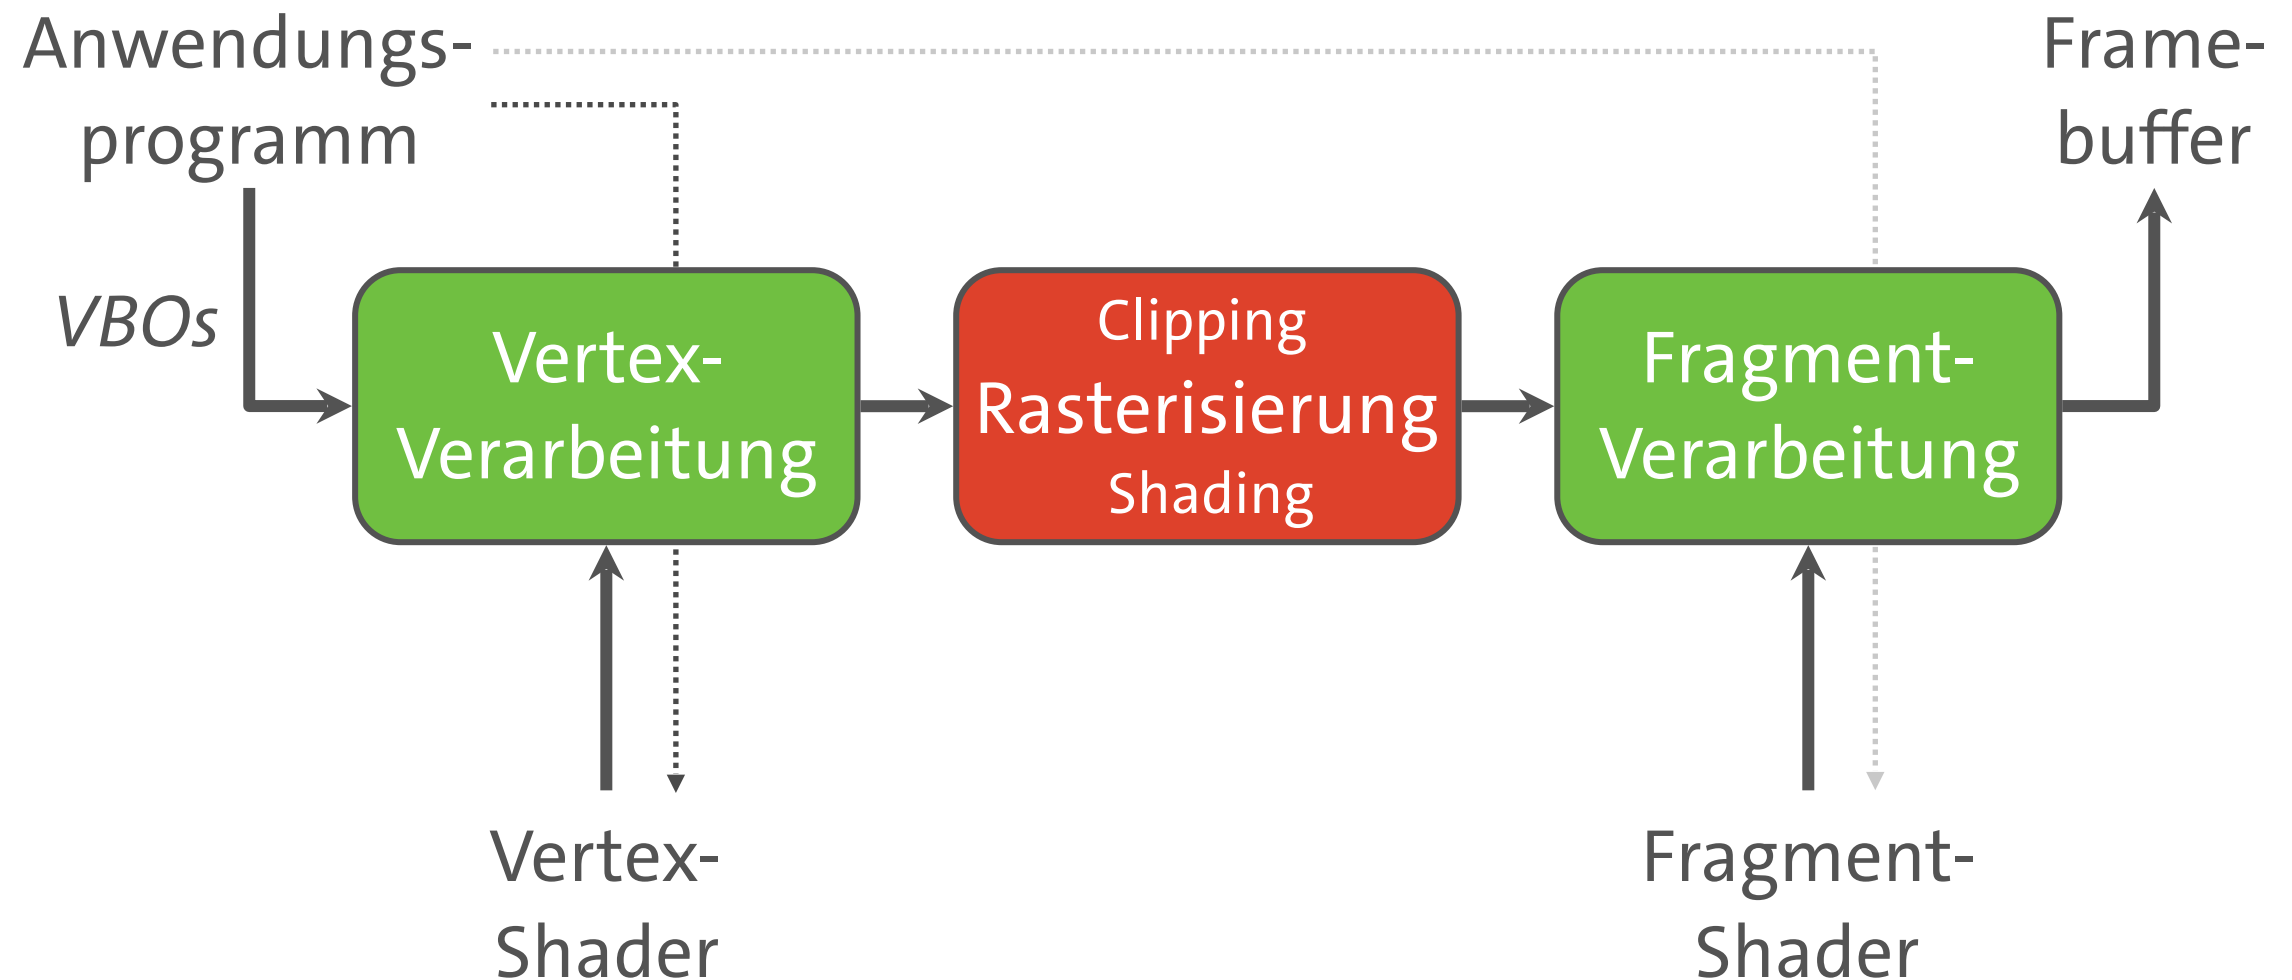 Anwendungs-
programm
Frame-
buffer
VBOs
Vertex-
Verarbeitung
Clipping
Rasterisierung
Shading
Fragment-
Verarbeitung
Vertex-
Shader
Fragment-
Shader